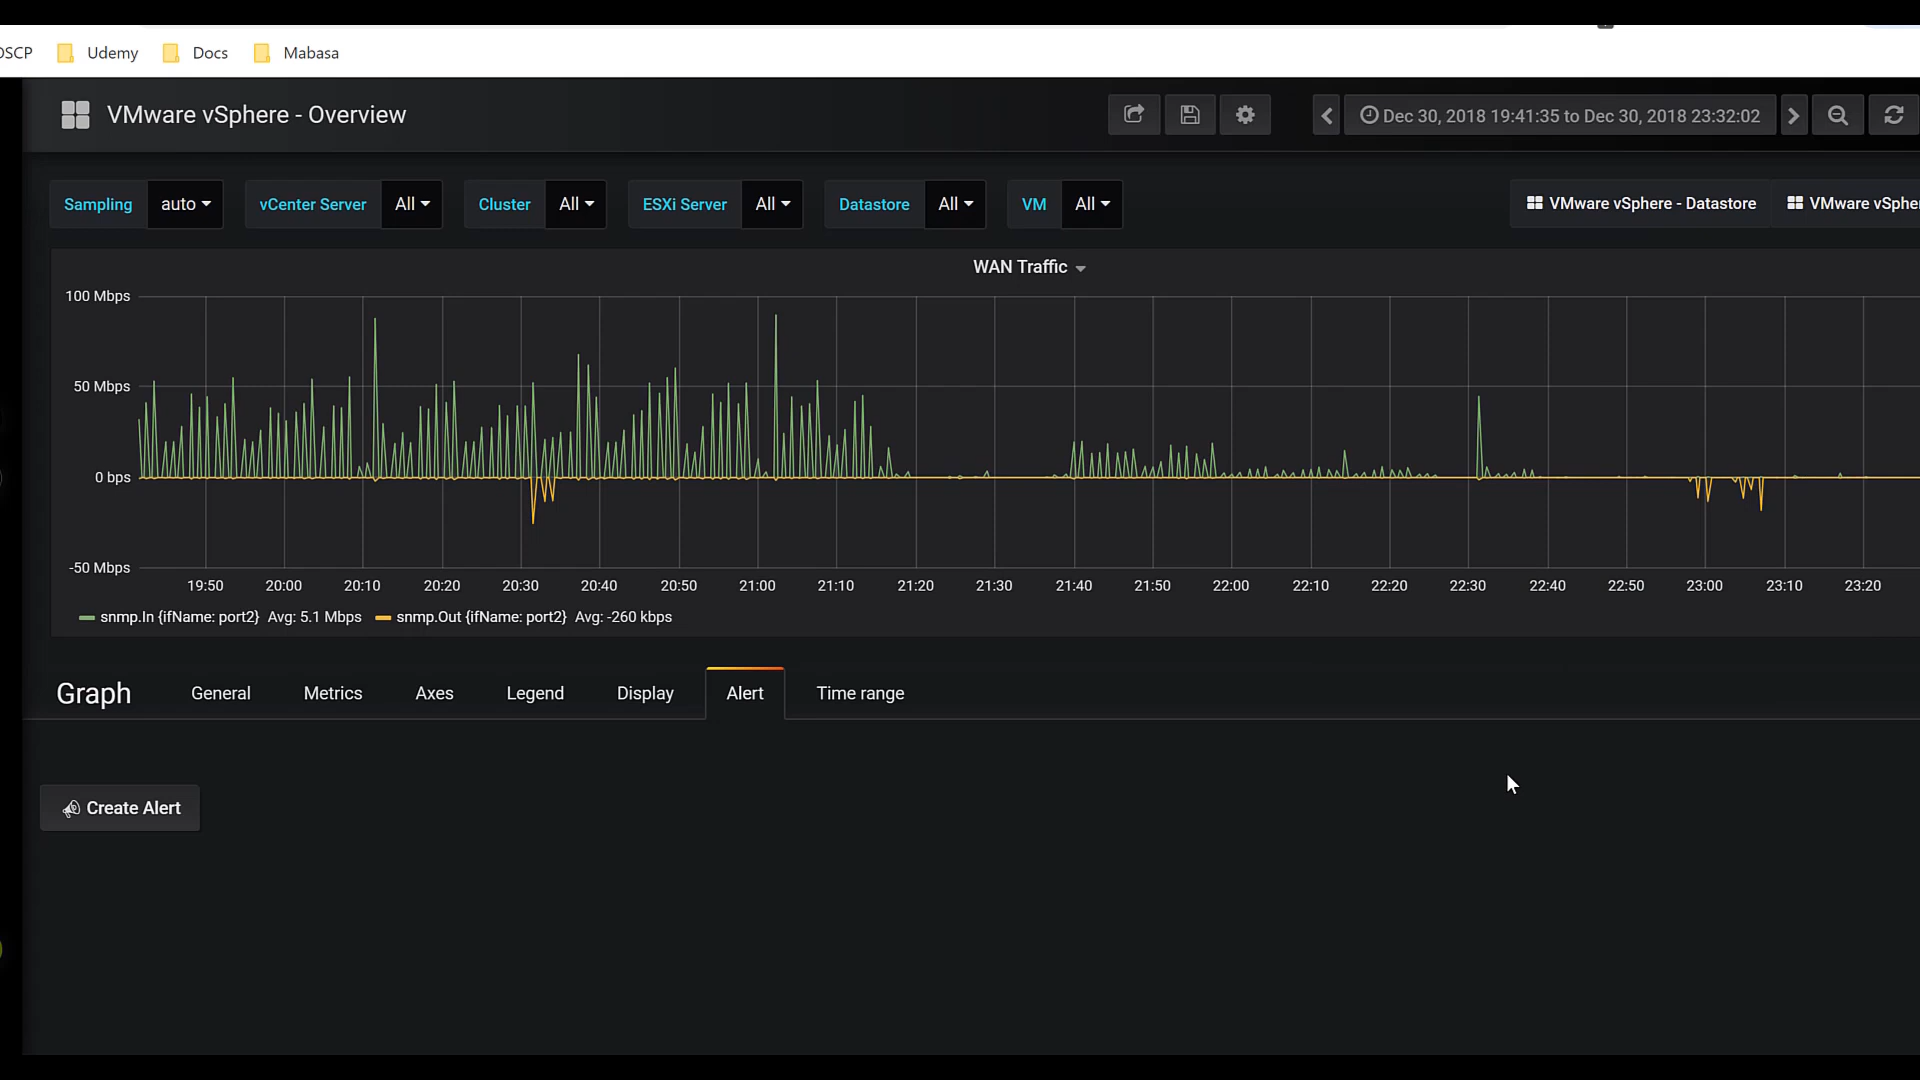 OSCP Udemy Docs Mabasa
VMware vSphere - Overview
Dec 30, 2018 19:41:35 to Dec 30, 2018 23:32:02
Sampling auto vCenter Server All Cluster All ESXi Server All Datastore All VM All VMware vSphere - Datastore VMware vSpher
WAN Traffic
100 Mbps
50 Mbps
0 bps
-50 Mbps
19:50 20:00 20:10 20:20 20:30 20:40 20:50 21:00 21:10 21:20 21:30 21:40 21:50 22:00 22:10 22:20 22:30 22:40 22:50 23:00 23:10 23:20
snmp.In {ifName: port2} Avg: 5.1 Mbps snmp.Out {ifName: port2} Avg: -260 kbps
Graph General Metrics Axes Legend Display Alert Time range
Create Alert